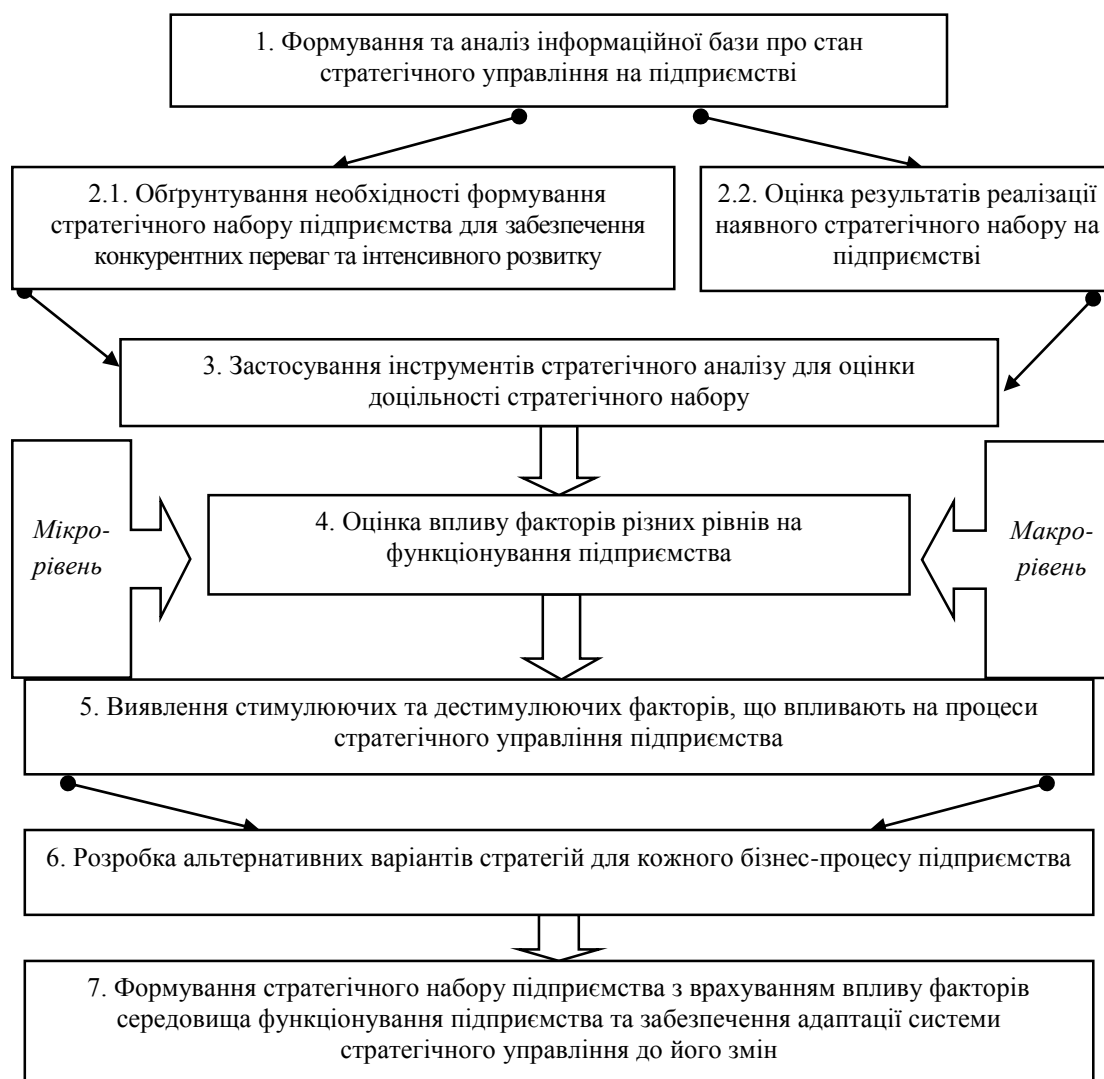 1. Формування та аналіз інформаційної бази про стан
стратегічного управління на підприємстві
2.1. Обґрунтування необхідності формування
стратегічного набору підприємства для забезпечення
конкурентних переваг та інтенсивного розвитку
2.2. Оцінка результатів реалізації
наявного стратегічного набору на
підприємстві
3. Застосування інструментів стратегічного аналізу для оцінки
доцільності стратегічного набору
Мікро-
рівень
4. Оцінка впливу факторів різних рівнів на
функціонування підприємства
Макро-
рівень
5. Виявлення стимулюючих та дестимулюючих факторів, що впливають на процеси
стратегічного управління підприємства
6. Розробка альтернативних варіантів стратегій для кожного бізнес-процесу підприємства
7. Формування стратегічного набору підприємства з врахуванням впливу факторів
середовища функціонування підприємства та забезпечення адаптації системи
стратегічного управління до його змін